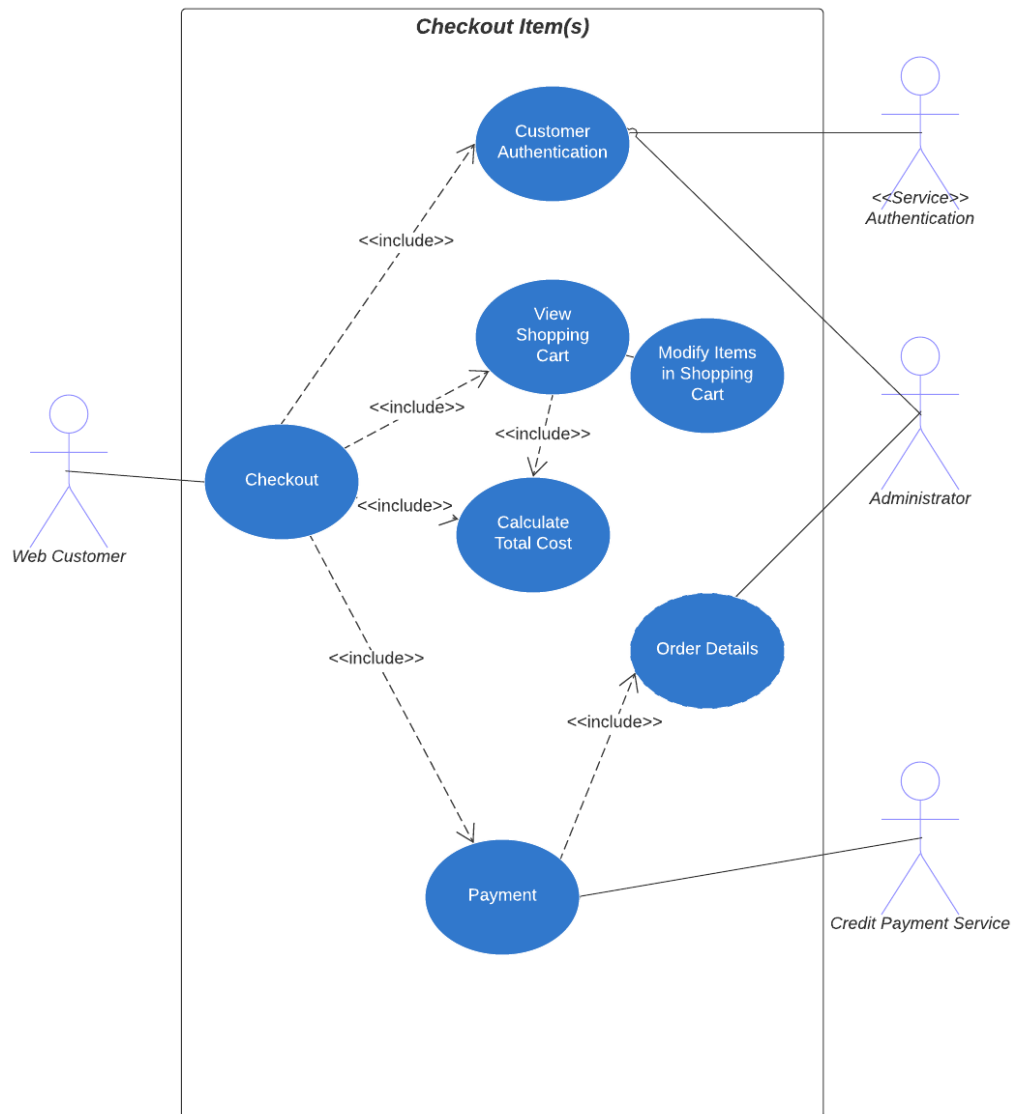 Checkout Item(s)
Customer
Authentication
<<Service>>
Authentication
<<include>>
View
Shopping
Cart
Modify Items
in Shopping
Cart
<<include>>
<<include>>
Checkout
<<include>>
Calculate
Total Cost
Administrator
Web Customer
<<include>>
Order Details
<<include>>
Payment
Credit Payment Service